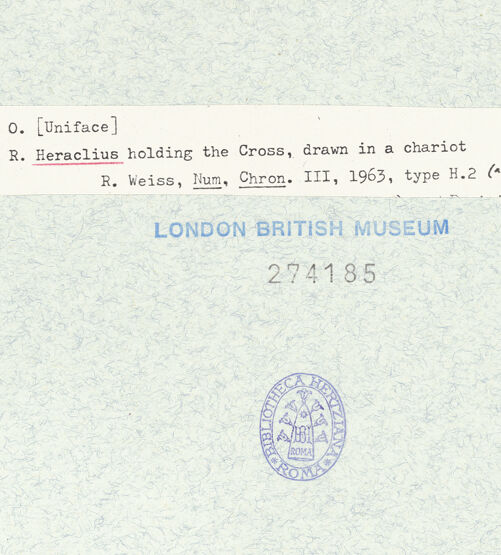 O. [Uniface]
R. Heraclius holding the Cross, drawn in a chariot
R. Weiss, Num, Chron. III, 1963, type H.2 (
LONDON BRITISH MUSEUM
274185
BIBLIOTHECA HERTZIANA
ROMA
ROMA